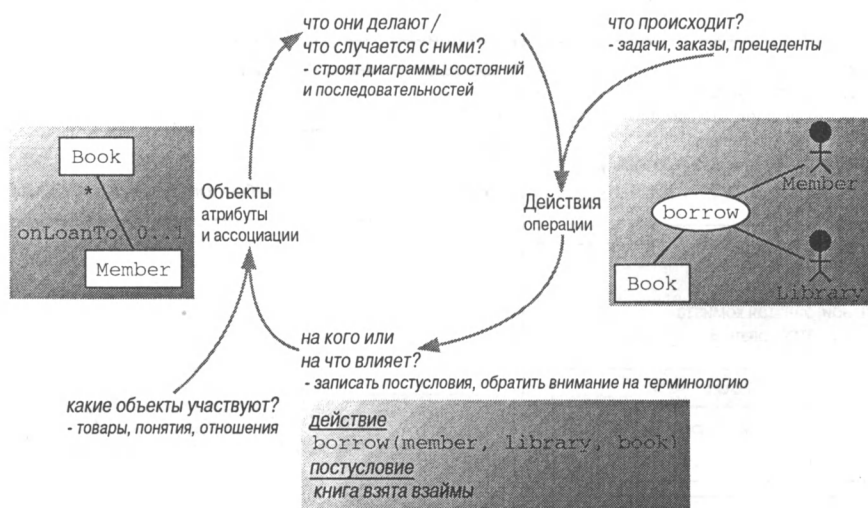 что они делают /
что случается с ними?
- строят диаграммы состояний
и последовательностей
что происходит?
- задачи, заказы, прецеденты
Book
*
onLoanTo 0..1
Member
Объекты
атрибуты
и ассоциации
Действия
операции
Member
borrow
Book
Library
на кого или
на что влияет?
- записать постусловия, обратить внимание на терминологию
какие объекты участвуют?
- товары, понятия, отношения
действие
borrow(member, library, book)
постусловие
книга взята взаймы